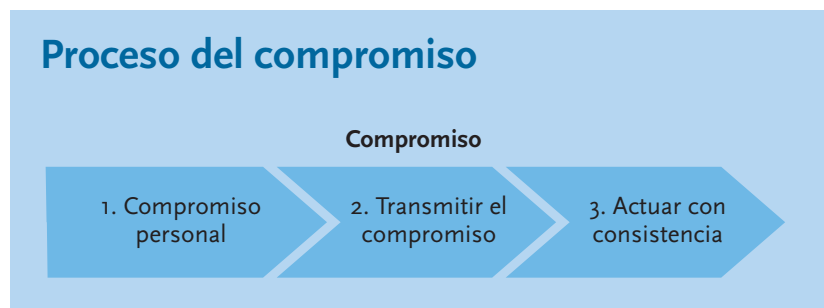 Proceso del compromiso
Compromiso
1. Compromiso
personal
2. Transmitir el
compromiso
3. Actuar con
consistencia